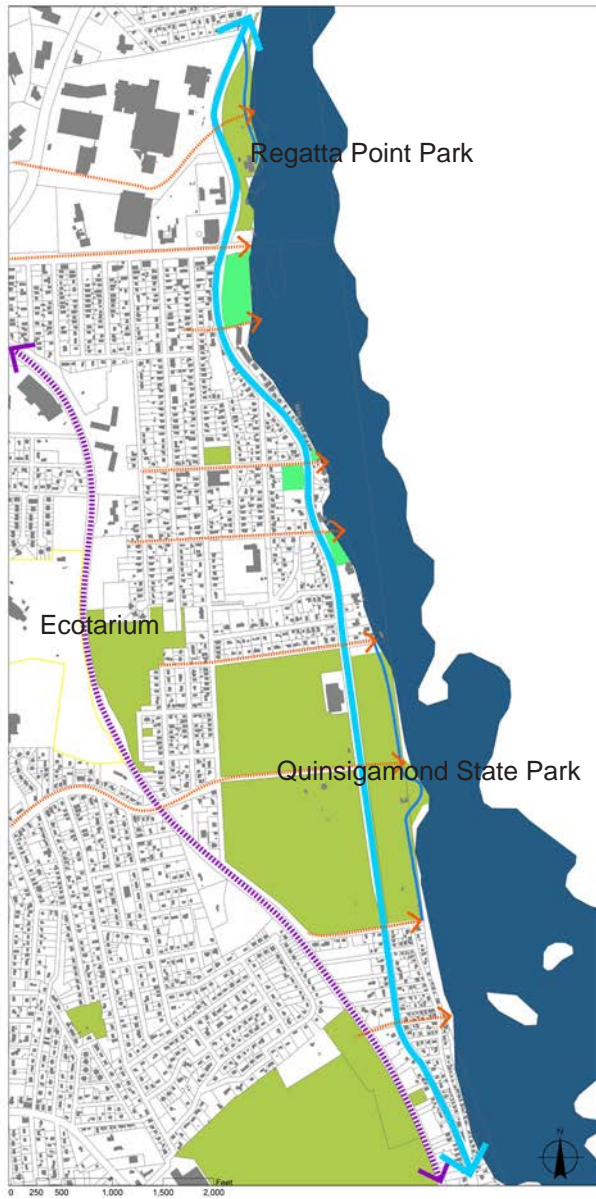 Regatta Point Park
Ecotarium
Quinsigamond State Park
N
Feet
0 250 500 1,000 1,500 2,000